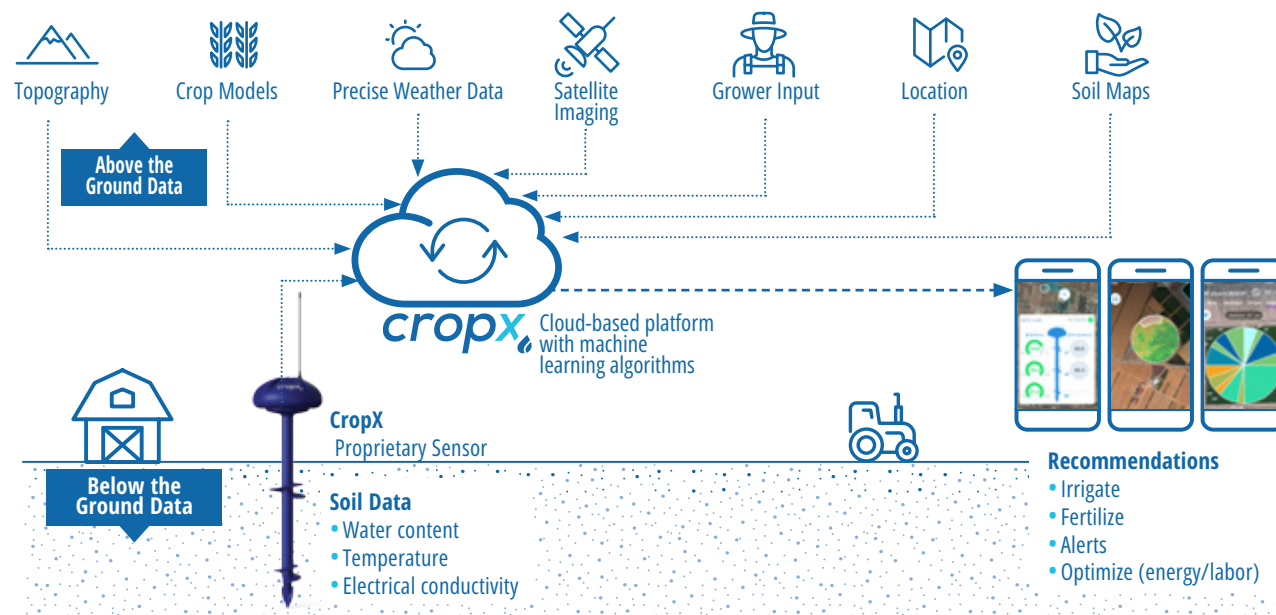 Topography
Crop Models
Precise Weather Data
Satellite
Imaging
Grower Input
Location
Soil Maps
Above the
Ground Data
cropx
Cloud-based platform
with machine
learning algorithms
CropX
Proprietary Sensor
Below the
Ground Data
Soil Data
• Water content
• Temperature
• Electrical conductivity
Recommendations
• Irrigate
• Fertilize
• Alerts
• Optimize (energy/labor)